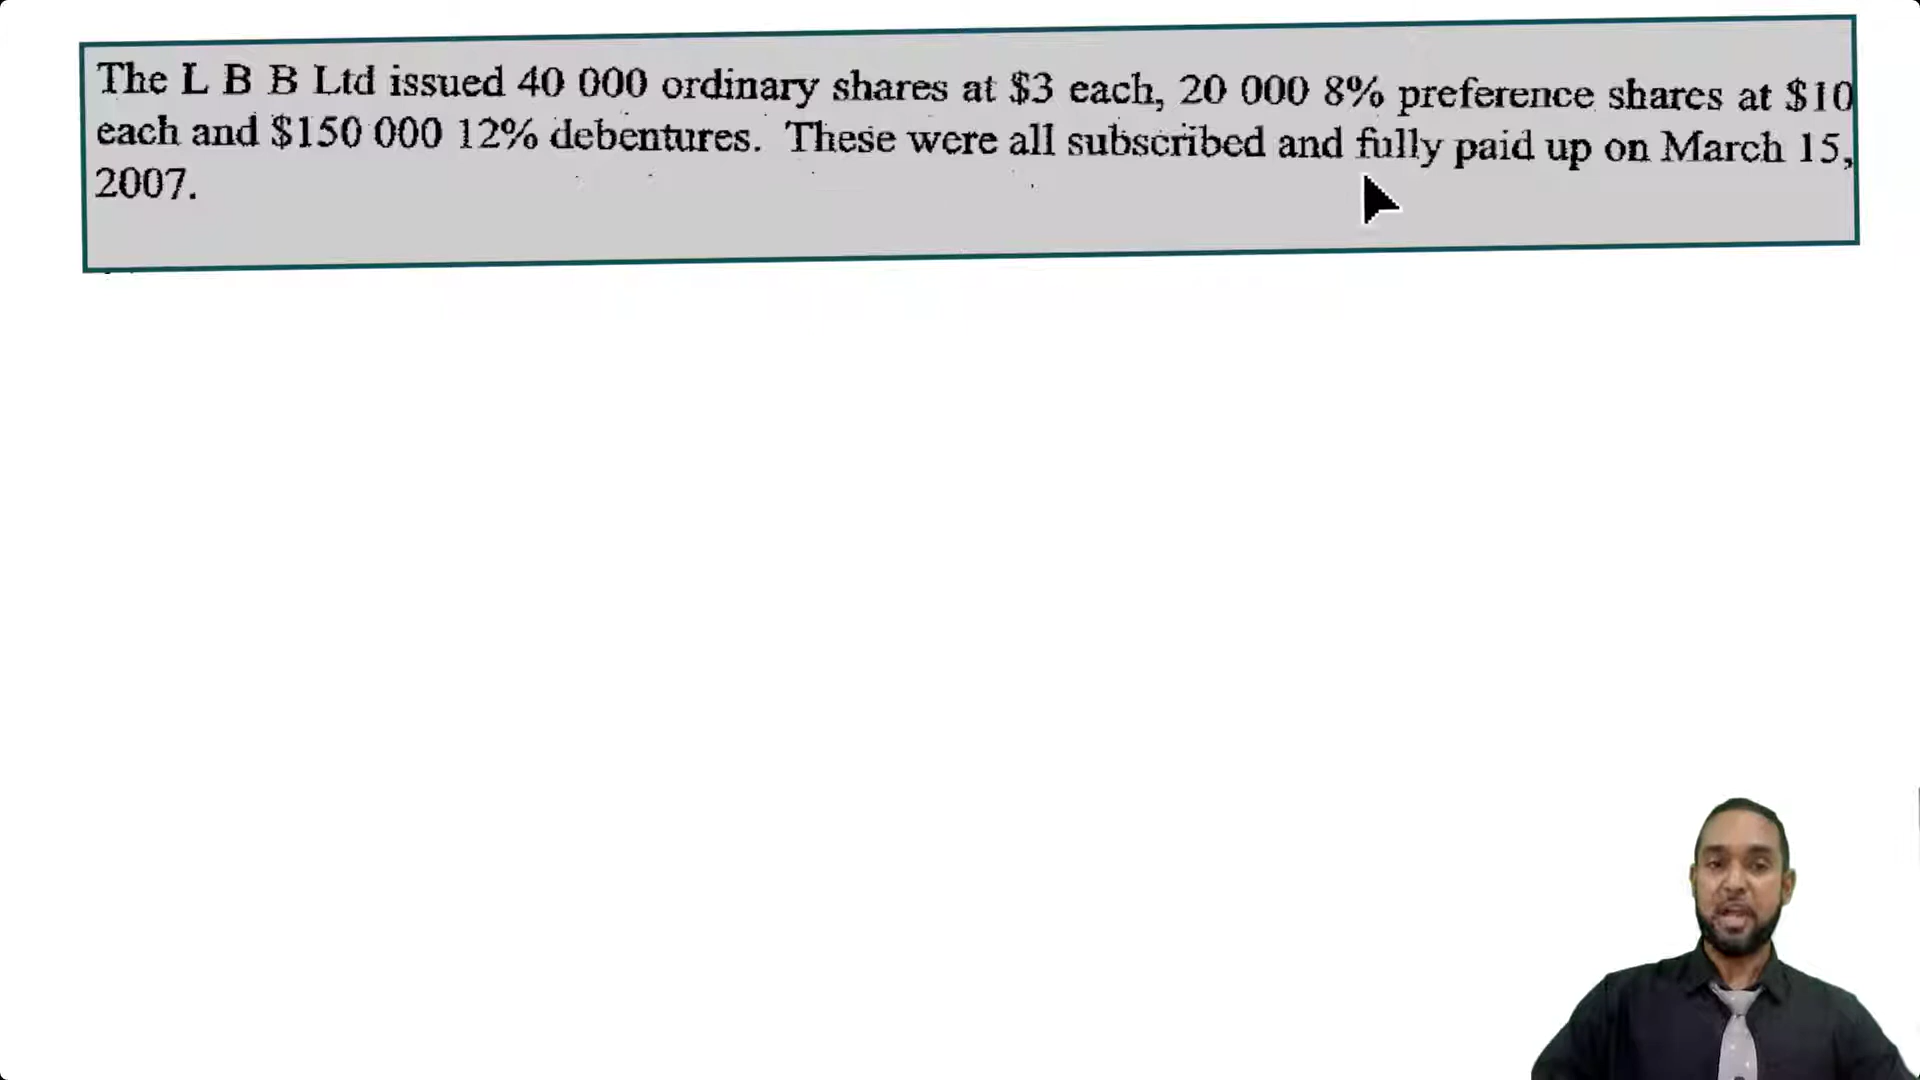 The L B B Ltd issued 40 000 ordinary shares at $3 each, 20 000 8% preference shares at $10
each and $150 000 12% debentures. These were all subscribed and fully paid up on March 15,
2007.